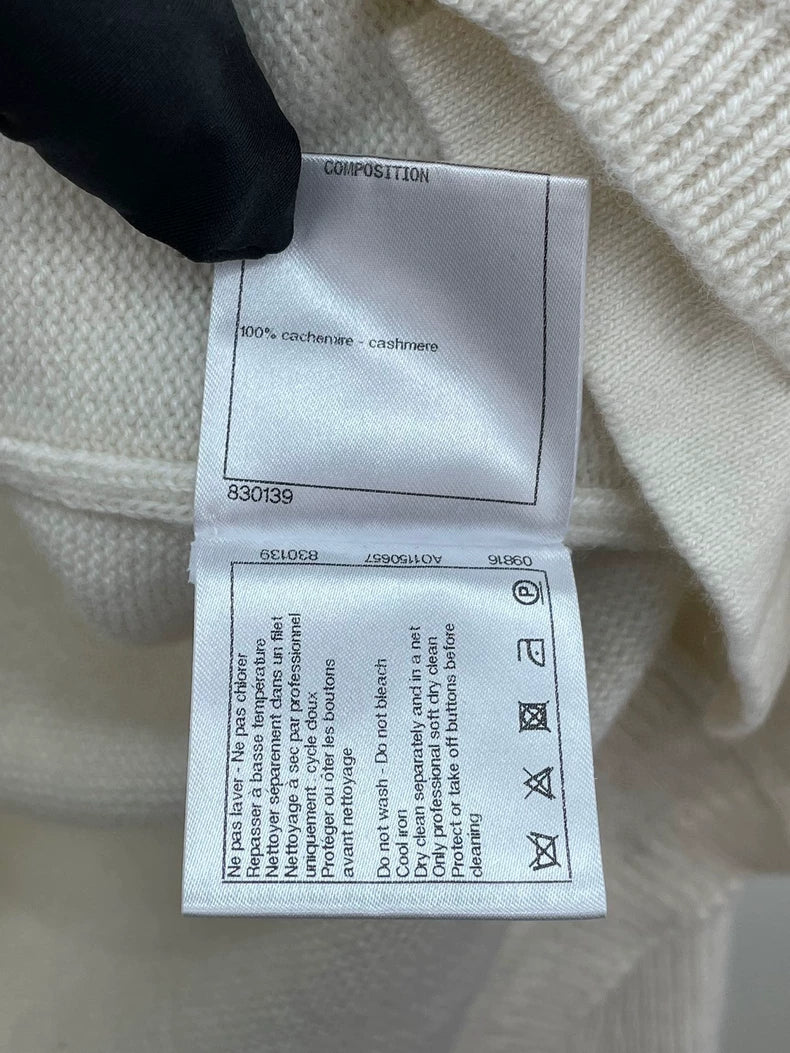 COMPOSITION
100% cachemire - cashmere
830139
830139 A01150657 09816
Ne pas laver - Ne pas chlorer
Repasser à basse temperature
Nettoyer séparement dans un filet
Nettoyage à sec par professionnel
uniquement cycle doux
Proteger ou ôter les boutons
avant nettoyage
Do not wash - Do not bleach
Cool iron
Dry clean separately and in a net
Only professional soft dry clean
Protect or take off buttons before
cleaning
P